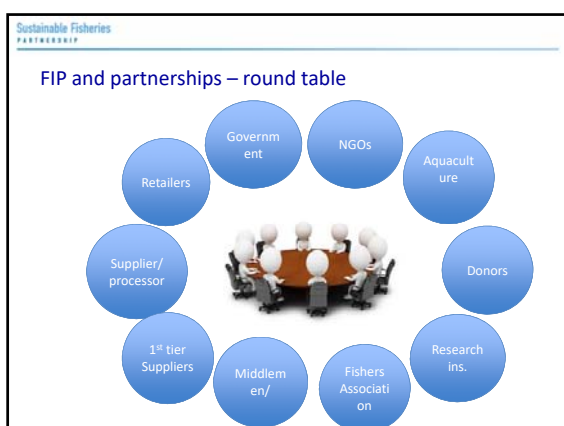 Sustainable Fisheries
PARTNERSHIP
FIP and partnerships – round table
Governm
ent
NGOs
Aquacult
ure
Retailers
Supplier/
processor
Donors
1st tier
Suppliers
Research
ins.
Middlem
en/
Fishers
Associati
on